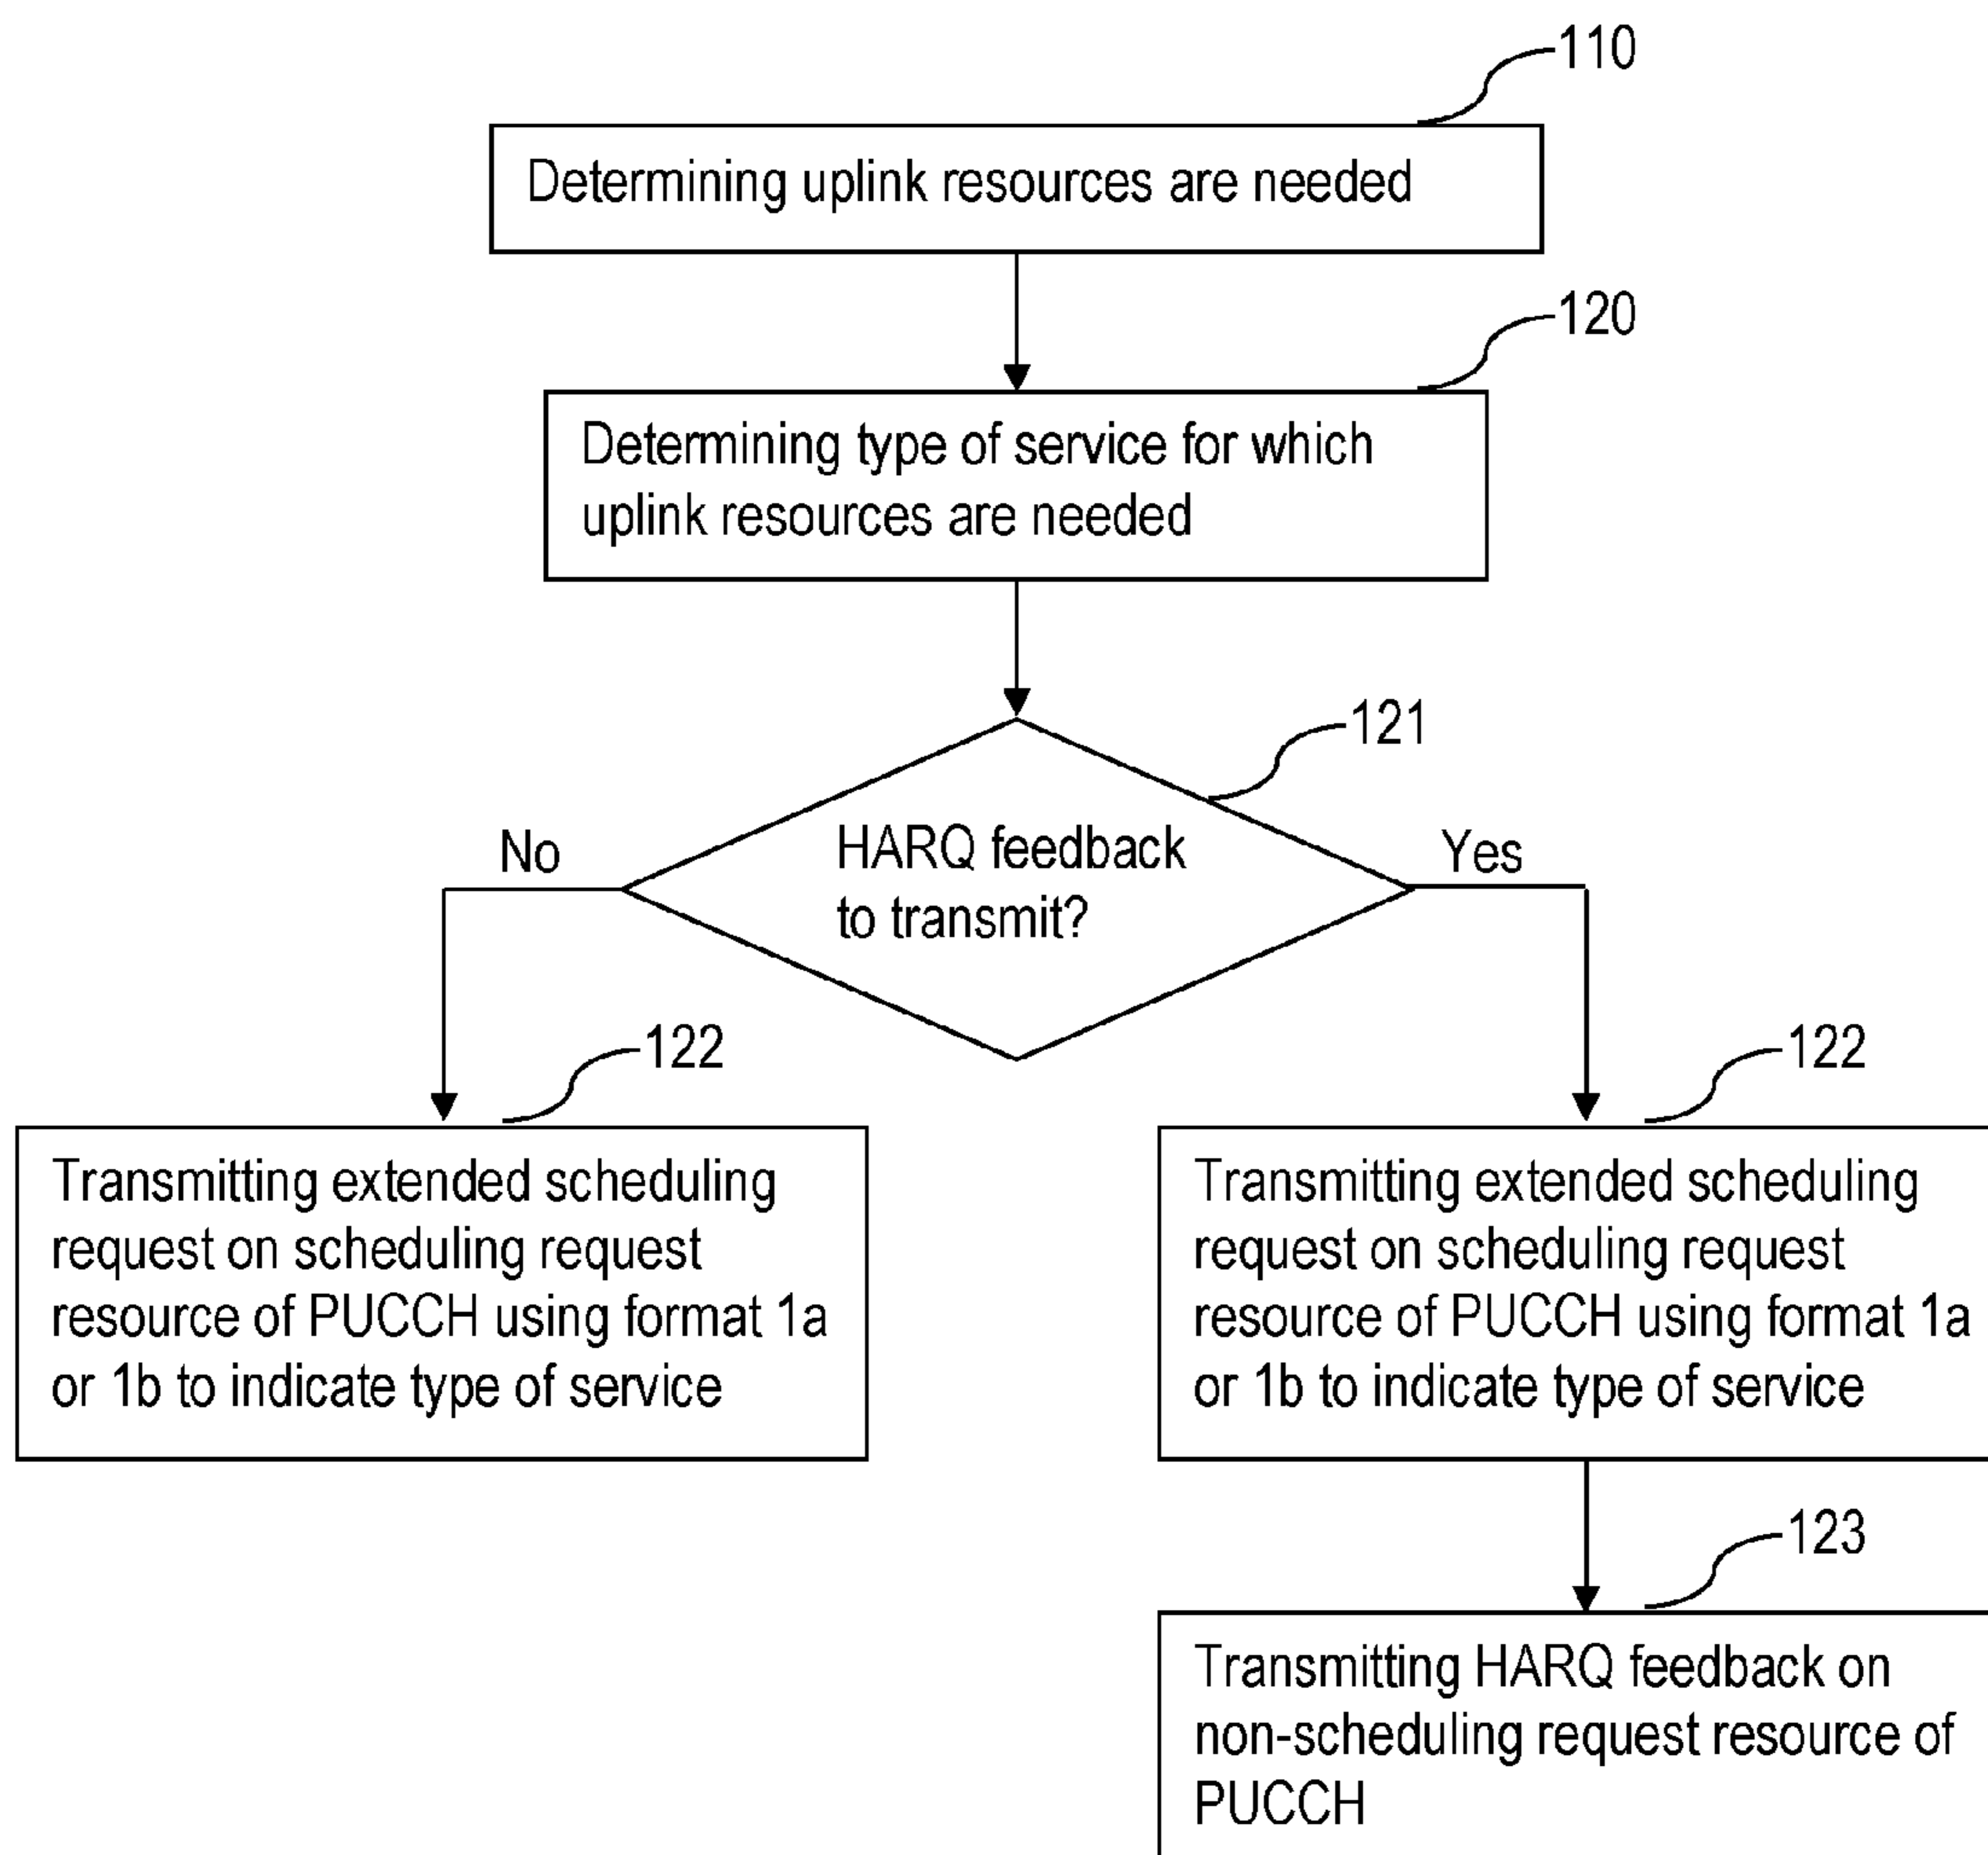 110
Determining uplink resources are needed
120
Determining type of service for which
uplink resources are needed
121
HARQ feedback
to transmit?
No
Yes
122
Transmitting extended scheduling
request on scheduling request
resource of PUCCH using format 1a
or 1b to indicate type of service
122
Transmitting extended scheduling
request on scheduling request
resource of PUCCH using format 1a
or 1b to indicate type of service
123
Transmitting HARQ feedback on
non-scheduling request resource of
PUCCH